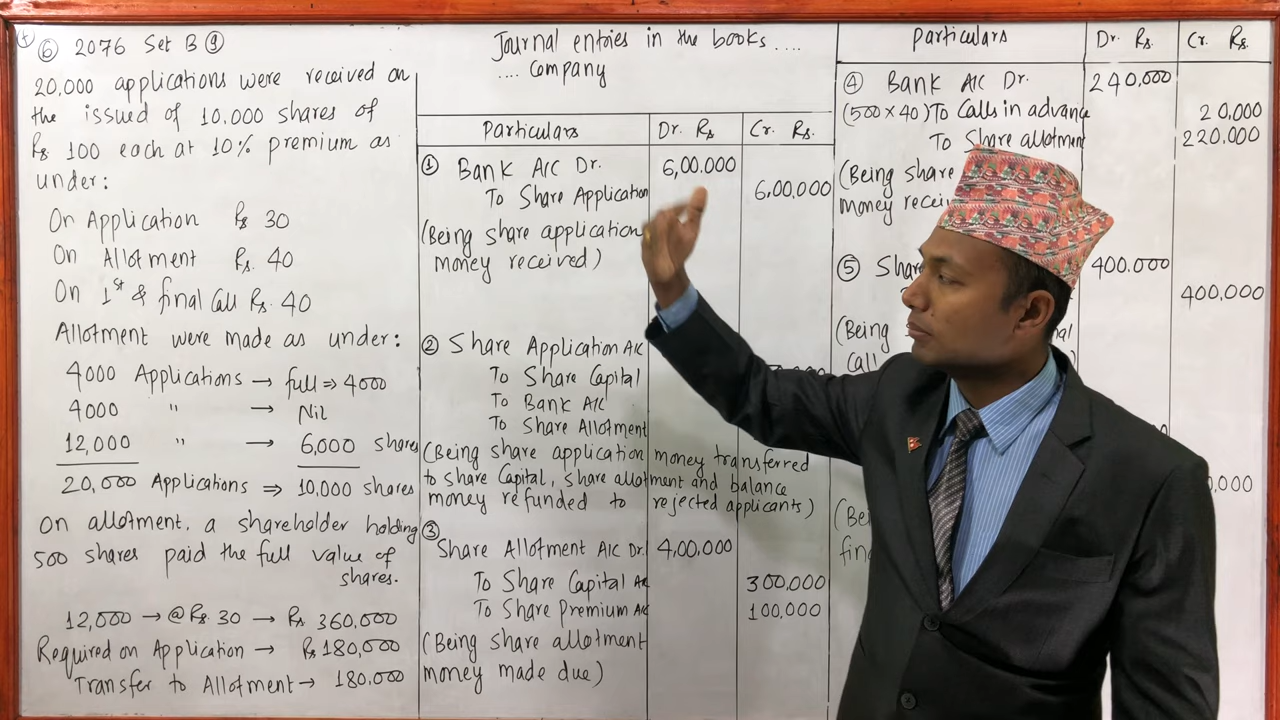 ⑥ 2076 Set B ⑨
20,000 applications were received on
the issued of 10,000 shares of
Rs 100 each at 10% premium as
under:
On Application Rs 30
On Allotment Rs. 40
On 1st & final Call Rs. 40
Allotment were made as under:
4000 Applications → full ⇒ 4000
4000 " → Nil
12,000 " → 6,000 shares
20,000 Applications ⇒ 10,000 shares
On allotment, a shareholder holding
500 shares paid the full value of
shares.
12,000 → @ Rs. 30 → Rs 360,000
Required on Application → Rs 180,000
Transfer to Allotment → 180,000
Journal entries in the books ....
.... Company
Particulars Dr. Rs Cr. Rs.
① Bank A/C Dr. 6,00,000
To Share Application 6,00,000
(Being share application
money received)
② Share Application A/C
To Share Capital
To Bank A/C
To Share Allotment
(Being share application money transferred
to share Capital, share allotment and balance
money refunded to rejected applicants)
③
Share Allotment A/C Dr. 4,00,000
To Share Capital A/c 300,000
To Share Premium A/c 100,000
(Being share allotment
money made due)
Particulars Dr. Rs. Cr. Rs.
④ Bank A/C Dr. 240,000
(500×40) To Calls in advance 20,000
To Share allotment 220,000
(Being share
money
⑤ 400,000
400,000
(Being